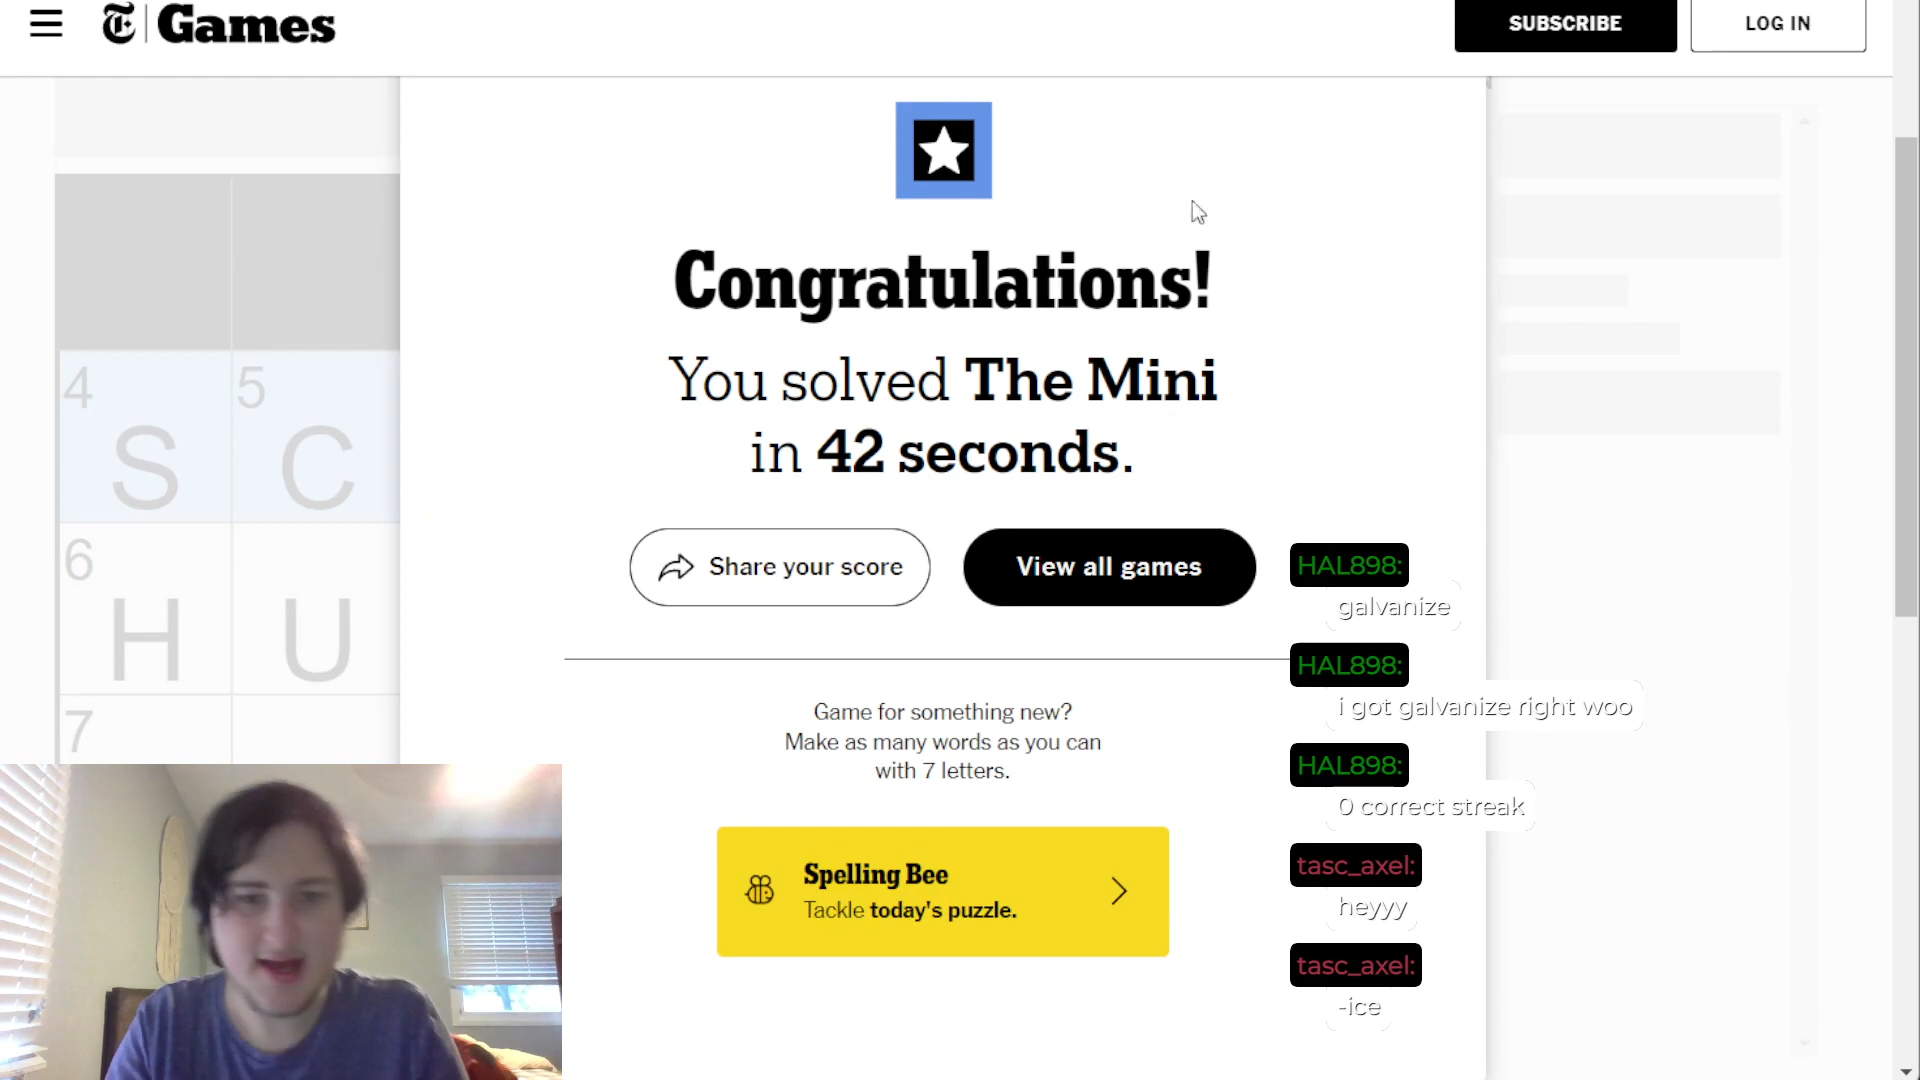 T Games
SUBSCRIBE
LOG IN
Congratulations!
You solved The Mini
in 42 seconds.
4 S
5 C
6 H
U
7
Share your score
View all games
Game for something new?
Make as many words as you can
with 7 letters.
Spelling Bee
Tackle today's puzzle.
HAL898:
galvanize
HAL898:
i got galvanize right woo
HAL898:
0 correct streak
tasc_axel:
heyyy
tasc_axel:
-ice